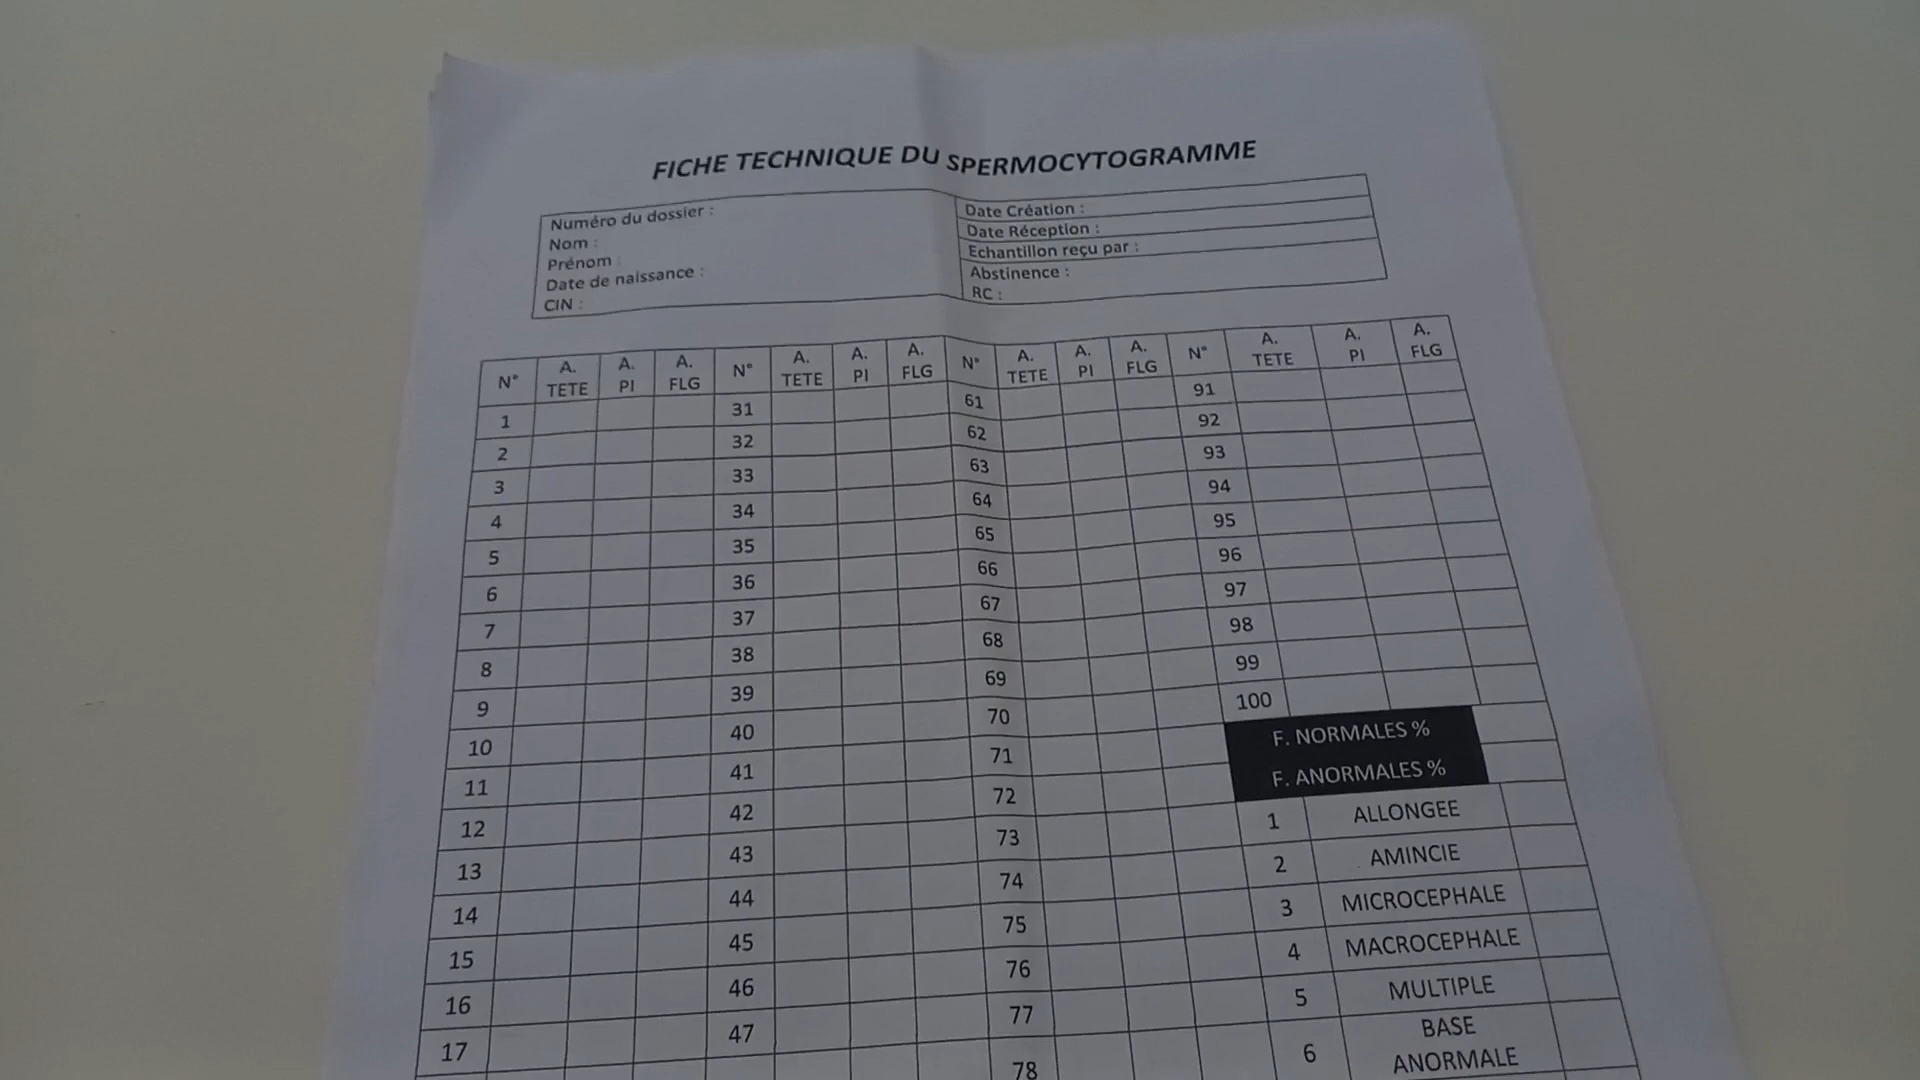 FICHE TECHNIQUE DU SPERMOCYTOGRAMME
Numéro du dossier :
Nom :
Prénom :
Date de naissance :
CIN :
Date Création :
Date Réception :
Echantillon reçu par :
Abstinence :
RC :
N° A. TETE A. PI A. FLG N° A. TETE A. PI A. FLG N° A. TETE A. PI A. FLG N° A. TETE A. PI A. FLG
1 31 61 91
2 32 62 92
3 33 63 93
4 34 64 94
5 35 65 95
6 36 66 96
7 37 67 97
8 38 68 98
9 39 69 99
10 40 70 100
11 41 71 F. NORMALES %
12 42 72 F. ANORMALES %
13 43 73 1 ALLONGEE
14 44 74 2 AMINCIE
15 45 75 3 MICROCEPHALE
16 46 76 4 MACROCEPHALE
17 47 77 5 MULTIPLE
78 6 BASE ANORMALE